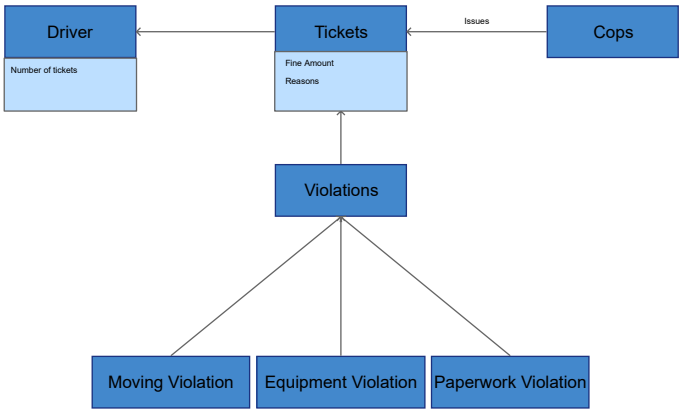 Driver
Tickets
Issues
Cops
Number of tickets
Fine Amount
Reasons
Violations
Moving Violation
Equipment Violation
Paperwork Violation